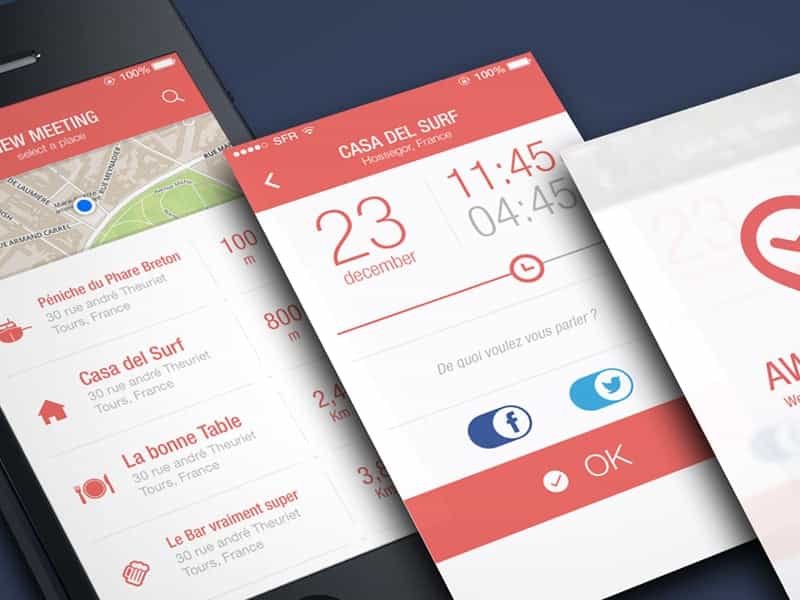 100%
EW MEETING
select a place
DE LAUMIÈRE
RUE MEYNADIER
RUE ARMAND CARREL
Péniche du Phare Breton
30 rue andré Theuriet
Tours, France
100
m
Casa del Surf
30 rue andré Theuriet
Tours, France
800
m
La bonne Table
30 rue andré Theuriet
Tours, France
2,4
Km
Le Bar vraiment super
30 rue andré Theuriet
Tours, France
3,8
Km
SFR
100%
CASA DEL SURF
Hossegor, France
23
december
11:45
04:45
De quoi voulez vous parler ?
OK
AW
We